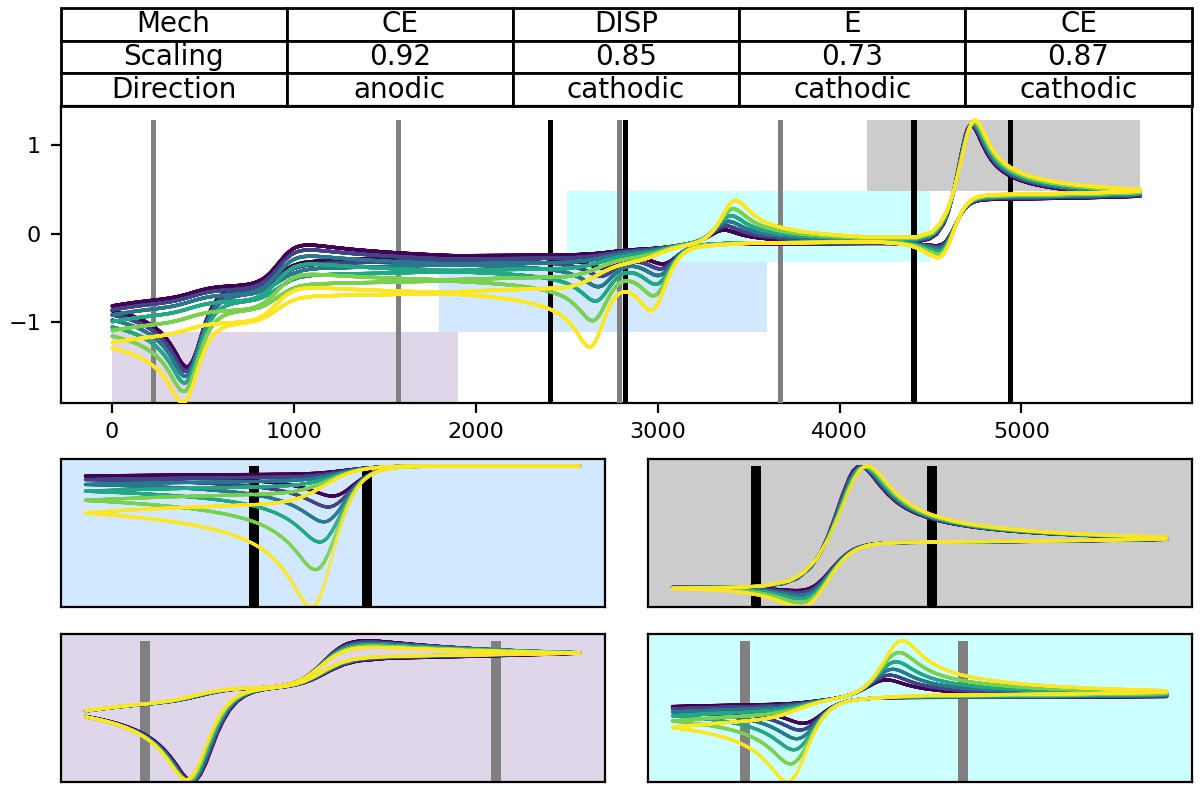 Mech CE DISP E CE
Scaling 0.92 0.85 0.73 0.87
Direction anodic cathodic cathodic cathodic
1
0
−1
0 1000 2000 3000 4000 5000